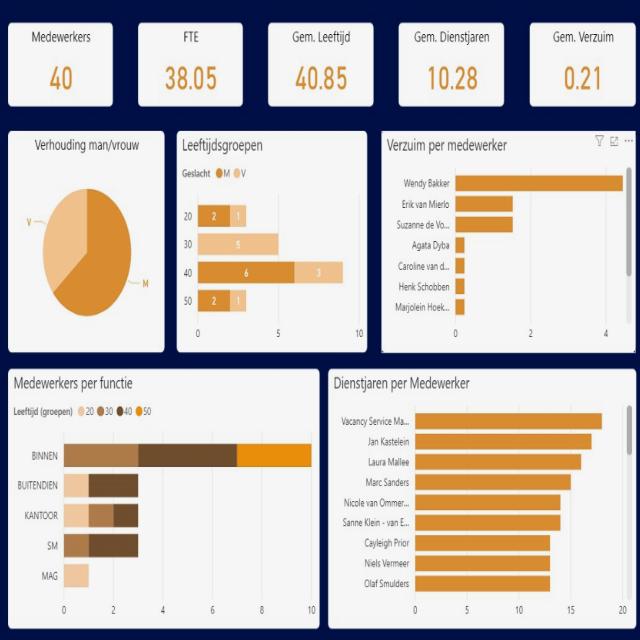 Medewerkers
40
FTE
38.05
Gem. Leeftijd
40.85
Gem. Dienstjaren
10.28
Gem. Verzuim
0.21
Verhouding man/vrouw
V
M
Leeftijdsgroepen
Geslacht M V
20 2 1
30 5
40 6 3
50 2 1
0 5 10
Verzuim per medewerker
Wendy Bakker
Erik van Mierlo
Suzanne de Vo...
Agata Dyba
Caroline van d...
Henk Schobben
Marjolein Hoek...
0 2 4
Medewerkers per functie
Leeftijd (groepen) 20 30 40 50
BINNEN
BUITENDIEN
KANTOOR
SM
MAG
0 2 4 6 8 10
Dienstjaren per Medewerker
Vacancy Service Ma...
Jan Kastelein
Laura Mallee
Marc Sanders
Nicole van Ommer...
Sanne Klein - van E...
Cayleigh Prior
Niels Vermeer
Olaf Smulders
0 5 10 15 20